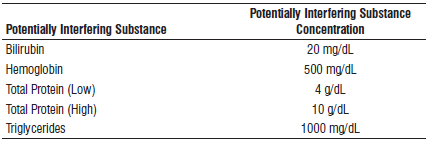 Potentially Interfering Substance
Potentially Interfering Substance Concentration
Bilirubin 20 mg/dL
Hemoglobin 500 mg/dL
Total Protein (Low) 4 g/dL
Total Protein (High) 10 g/dL
Triglycerides 1000 mg/dL